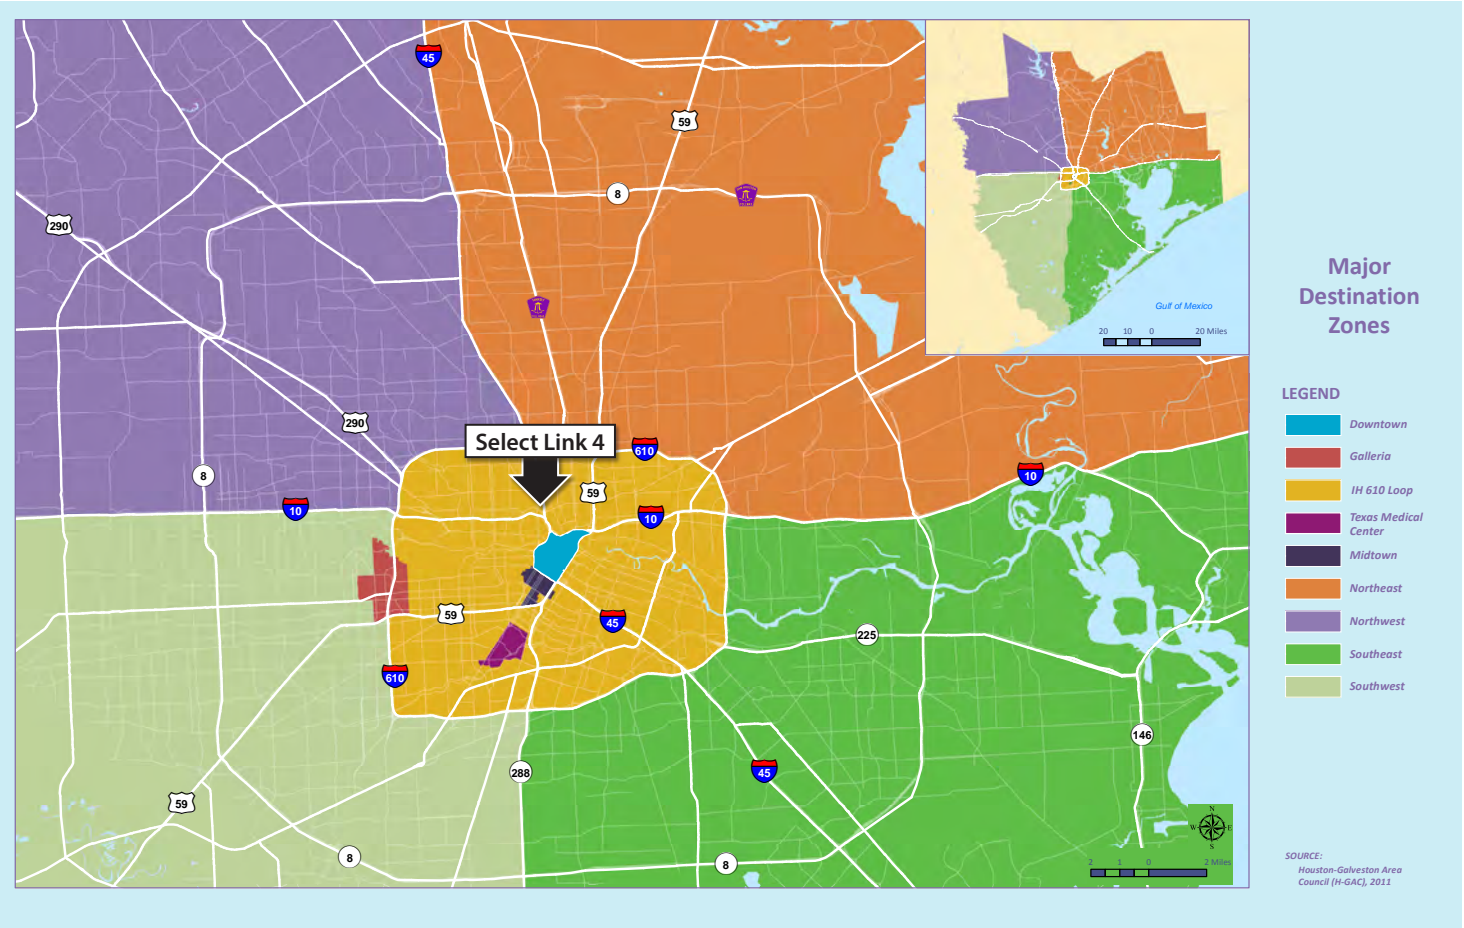 45
59
8
290
Gulf of Mexico
20 10 0 20 Miles
Major
Destination
Zones
LEGEND
Downtown
Galleria
IH 610 Loop
Texas Medical
Center
Midtown
Northeast
Northwest
Southeast
Southwest
290
Select Link 4
610
8
59
10
10
10
59
45
225
610
146
288
45
59
8
8
N
W E
S
2 1 0 2 Miles
SOURCE:
Houston-Galveston Area
Council (H-GAC), 2011